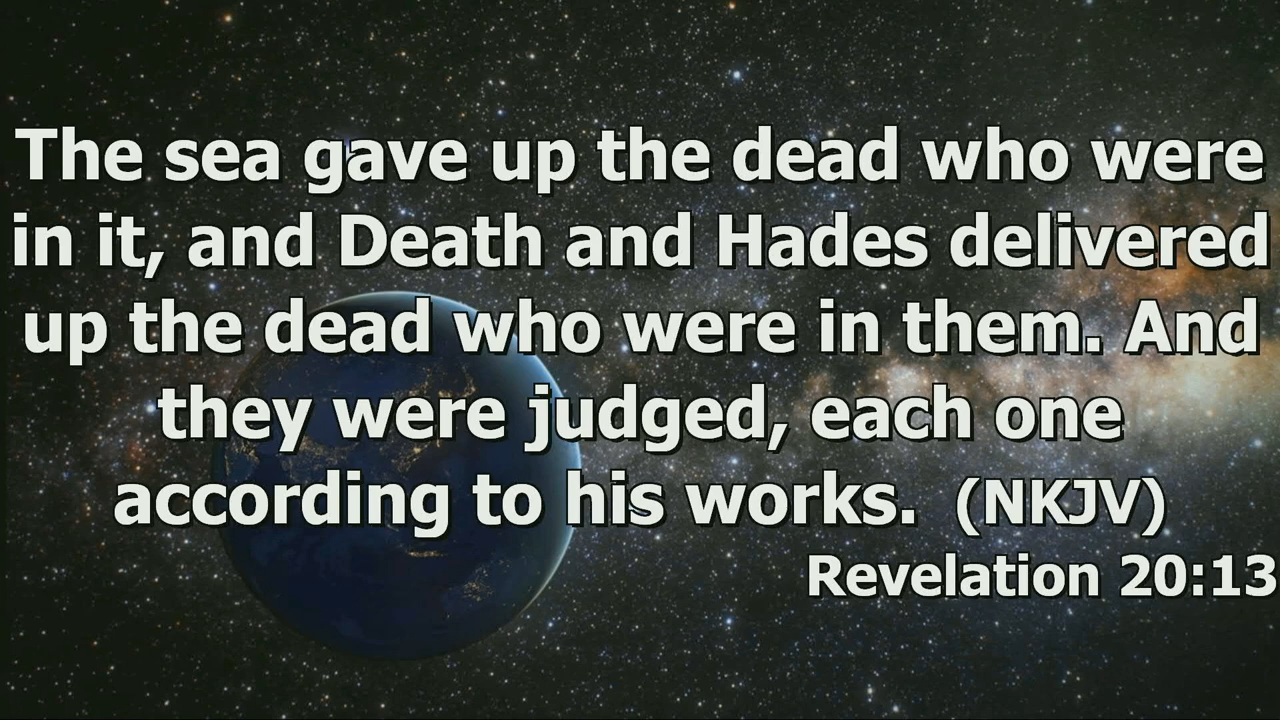 The sea gave up the dead who were
in it, and Death and Hades delivered
up the dead who were in them. And
they were judged, each one
according to his works.  (NKJV)
Revelation 20:13